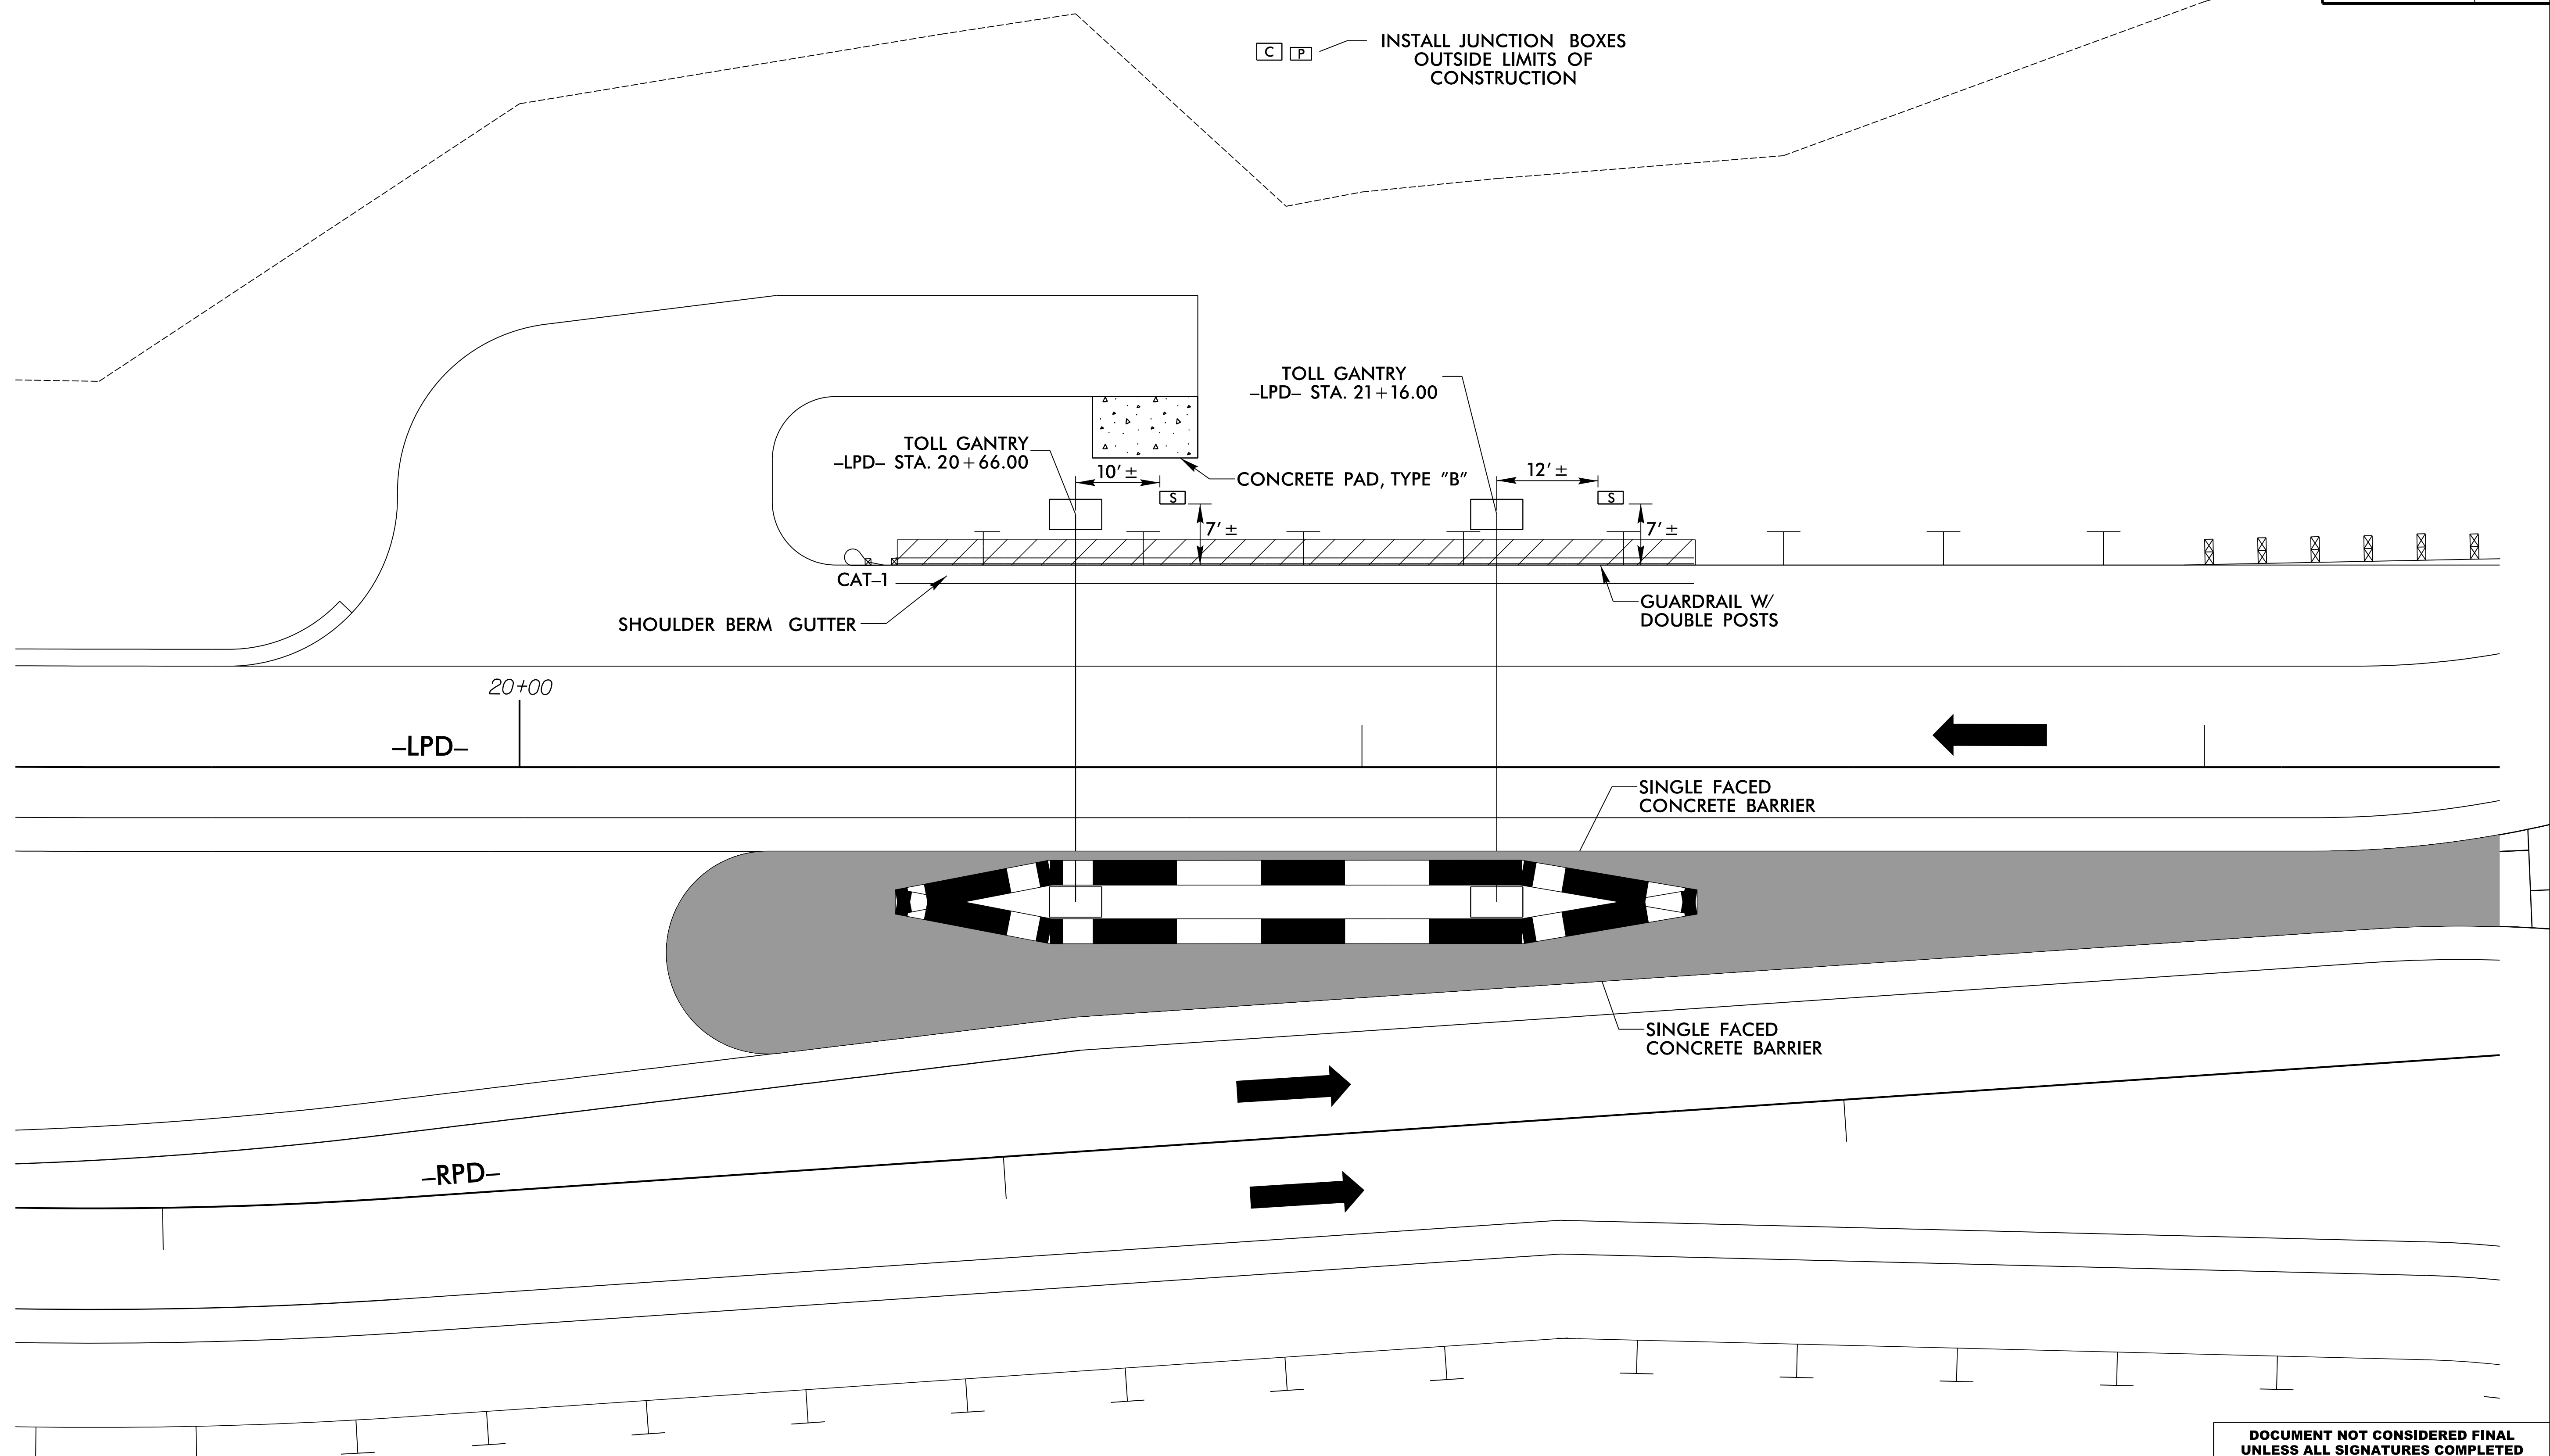 C P
INSTALL JUNCTION BOXES
OUTSIDE LIMITS OF
CONSTRUCTION
TOLL GANTRY
–LPD– STA. 21+16.00
TOLL GANTRY
–LPD– STA. 20+66.00
10' ±
CONCRETE PAD, TYPE "B"
12' ±
S
S
7' ±
7' ±
CAT–1
SHOULDER BERM GUTTER
GUARDRAIL W/
DOUBLE POSTS
20+00
–LPD–
SINGLE FACED
CONCRETE BARRIER
SINGLE FACED
CONCRETE BARRIER
–RPD–
DOCUMENT NOT CONSIDERED FINAL
UNLESS ALL SIGNATURES COMPLETED